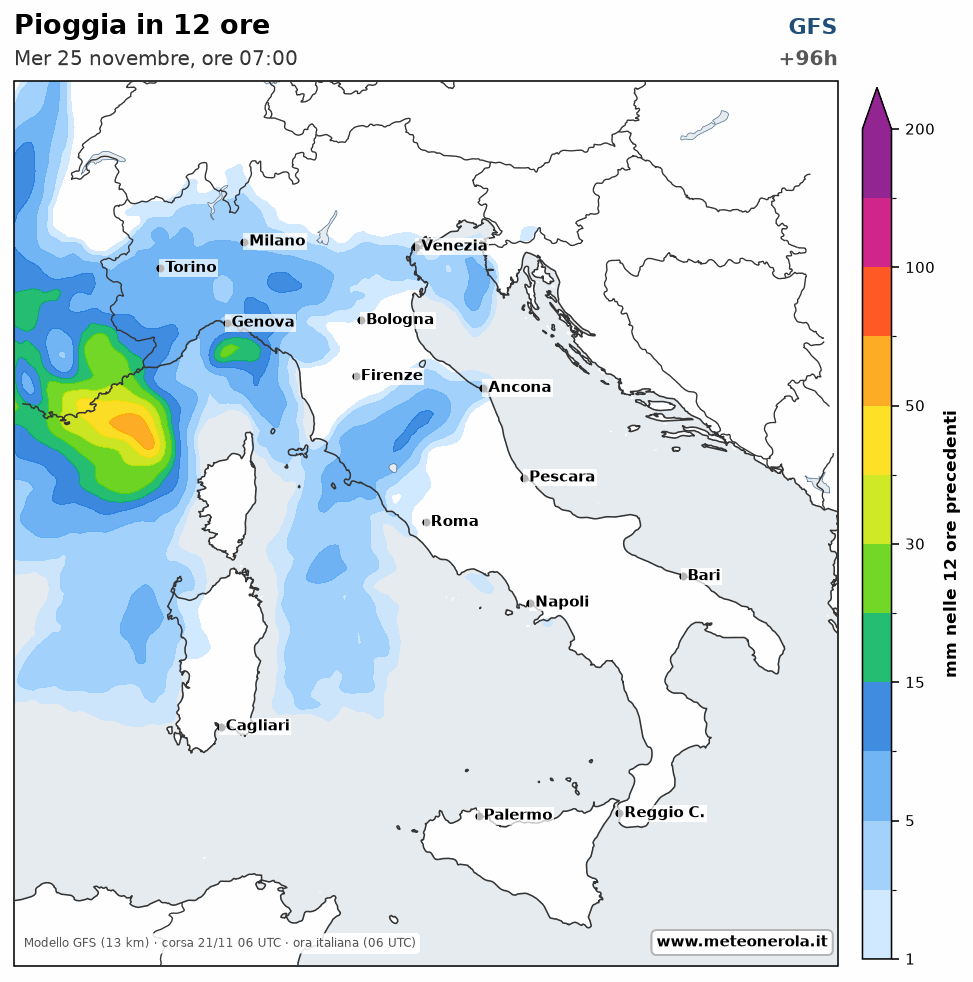 Pioggia in 12 ore
GFS
Mer 25 novembre, ore 07:00
+96h
200
Milano
Venezia
Torino
100
Genova
Bologna
Firenze
Ancona
50
mm nelle 12 ore precedenti
Pescara
Roma
30
Bari
Napoli
15
Cagliari
Palermo
Reggio C.
5
Modello GFS (13 km) · corsa 21/11 06 UTC · ora italiana (06 UTC)
www.meteonerola.it
1